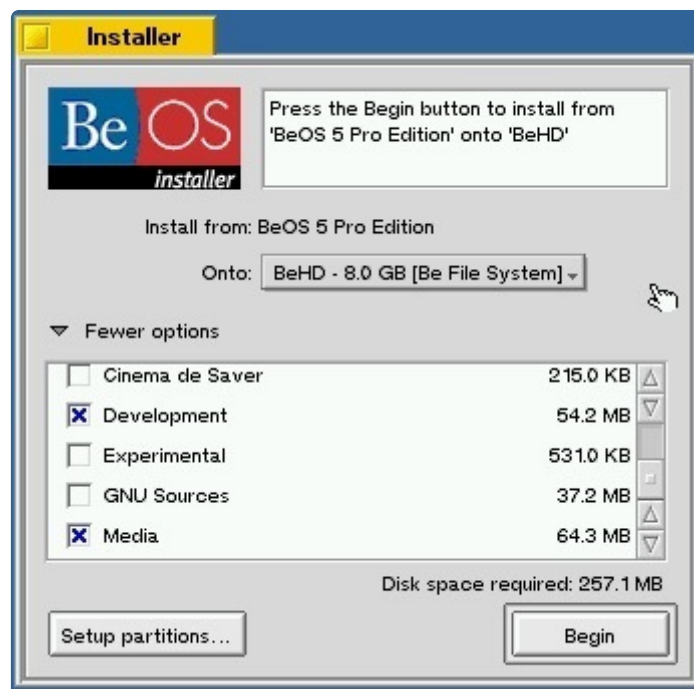 Installer
Be OS
installer
Press the Begin button to install from
'BeOS 5 Pro Edition' onto 'BeHD'
Install from: BeOS 5 Pro Edition
Onto: BeHD - 8.0 GB [Be File System]
Fewer options
Cinema de Saver 215.0 KB
Development 54.2 MB
Experimental 531.0 KB
GNU Sources 37.2 MB
Media 64.3 MB
Disk space required: 257.1 MB
Setup partitions... Begin